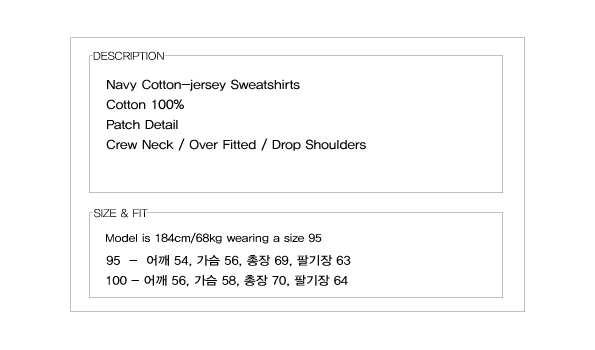 DESCRIPTION
Navy Cotton-jersey Sweatshirts
Cotton 100%
Patch Detail
Crew Neck / Over Fitted / Drop Shoulders
SIZE & FIT
Model is 184cm/68kg wearing a size 95
95 - 어깨 54, 가슴 56, 총장 69, 팔기장 63
100 - 어깨 56, 가슴 58, 총장 70, 팔기장 64